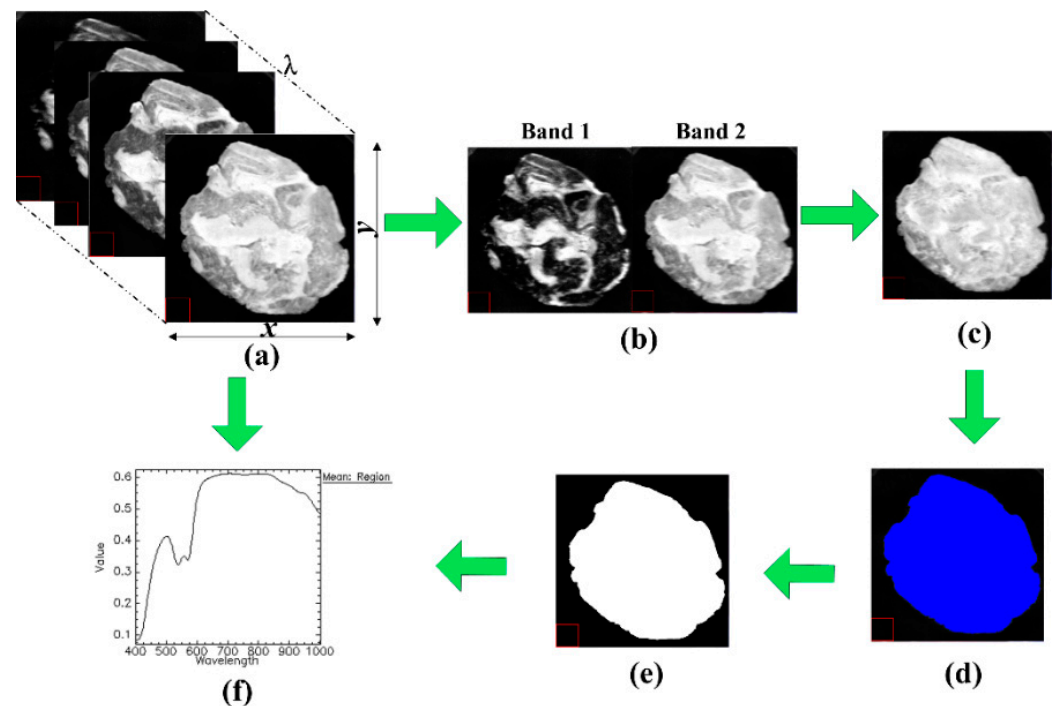 λ
y
x
(a)
Band 1
Band 2
(b)
(c)
(d)
(e)
Mean: Region
Value
0.6
0.5
0.4
0.3
0.2
0.1
400 500 600 700 800 900 1000
Wavelength
(f)